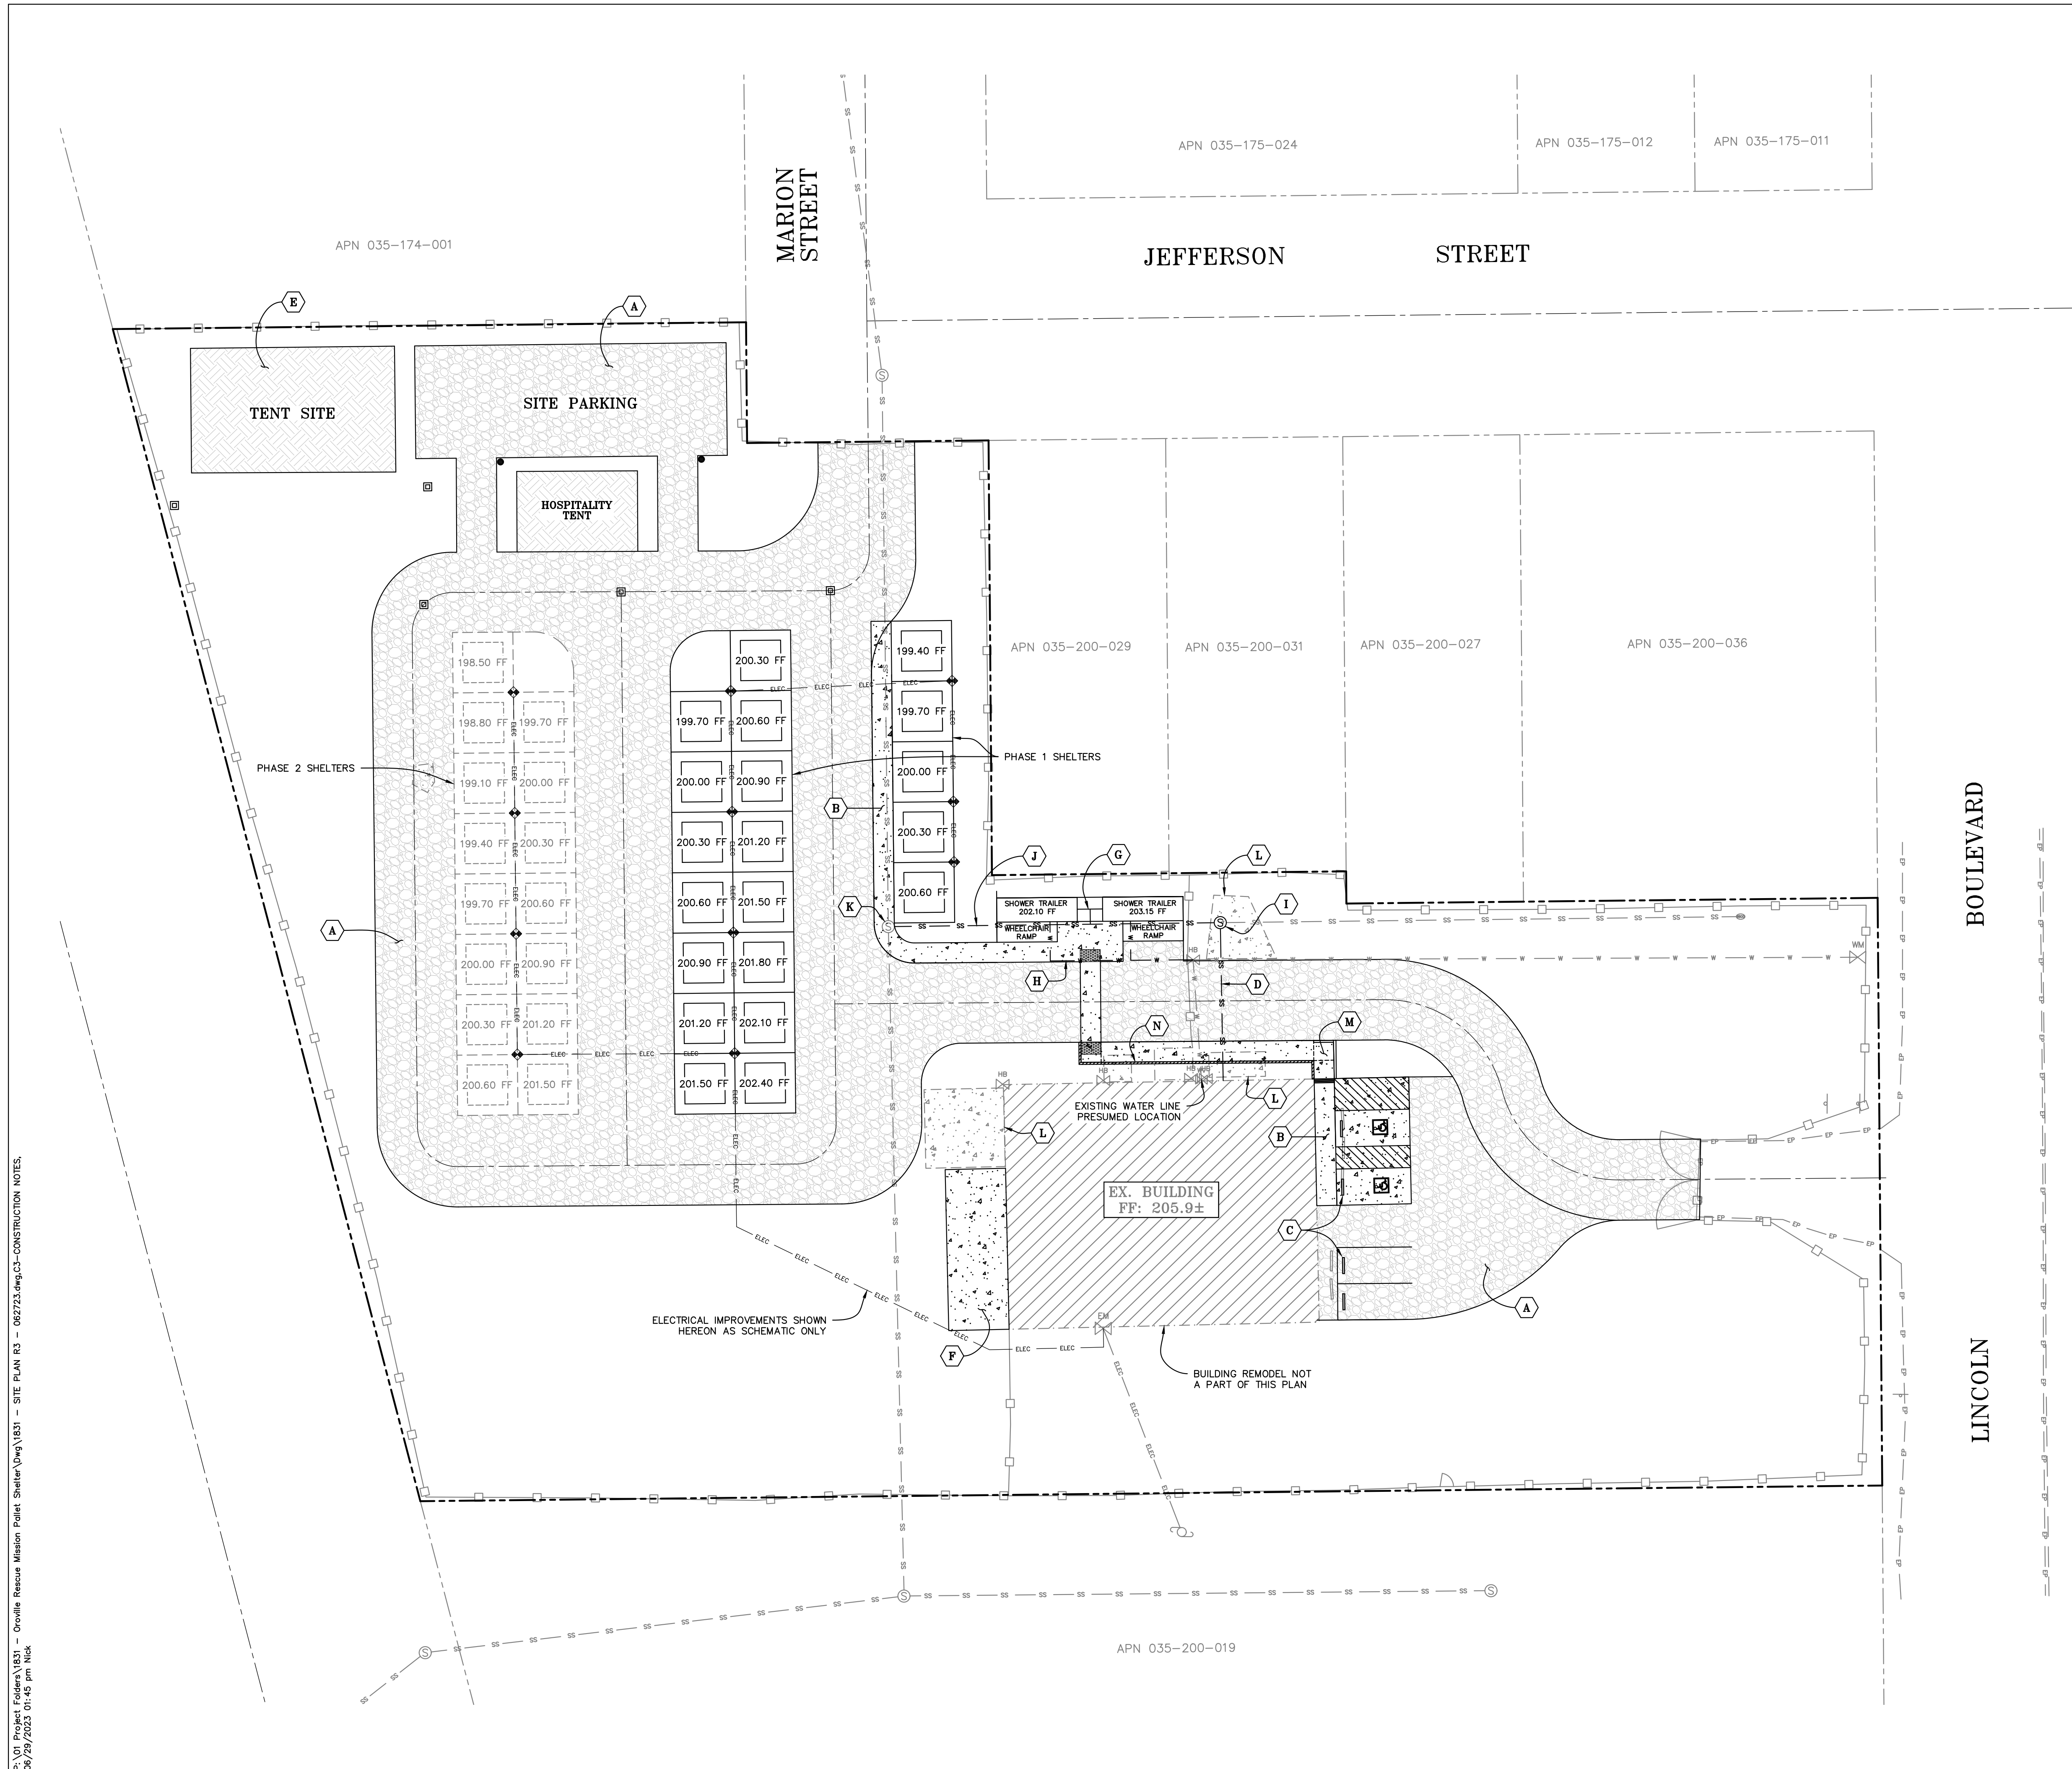 APN 035-175-024
APN 035-175-012
APN 035-175-011
MARION
STREET
APN 035-174-001
JEFFERSON STREET
E
A
TENT SITE
SITE PARKING
HOSPITALITY
TENT
APN 035-200-029
APN 035-200-031
APN 035-200-027
APN 035-200-036
198.50 FF
198.80 FF
199.70 FF
199.10 FF
200.00 FF
199.40 FF
200.30 FF
199.70 FF
200.60 FF
200.00 FF
200.90 FF
200.30 FF
201.20 FF
200.60 FF
201.50 FF
200.30 FF
199.70 FF
200.60 FF
200.00 FF
200.90 FF
200.30 FF
201.20 FF
200.60 FF
201.50 FF
200.90 FF
201.80 FF
201.20 FF
202.10 FF
201.50 FF
202.40 FF
199.40 FF
199.70 FF
200.00 FF
200.30 FF
200.60 FF
PHASE 2 SHELTERS
PHASE 1 SHELTERS
B
J
G
L
K
I
A
SHOWER TRAILER
202.10 FF
SHOWER TRAILER
203.15 FF
WHEELCHAIR
RAMP
WHEELCHAIR
RAMP
HB
WM
H
D
N
M
HB
HB
HB
EXISTING WATER LINE
PRESUMED LOCATION
L
L
B
EX. BUILDING
FF: 205.9±
C
A
ELECTRICAL IMPROVEMENTS SHOWN
HEREON AS SCHEMATIC ONLY
F
EM
BUILDING REMODEL NOT
A PART OF THIS PLAN
ELEC
SS
W
EP
S
BOULEVARD
LINCOLN
APN 035-200-019
P:\01 Project Folders\1831 - Oroville Rescue Mission Pallet Shelter\Dwg\1831 - SITE PLAN R3 - 062723.dwg,C3-CONSTRUCTION NOTES,
06/29/2023 01:45 pm Nick